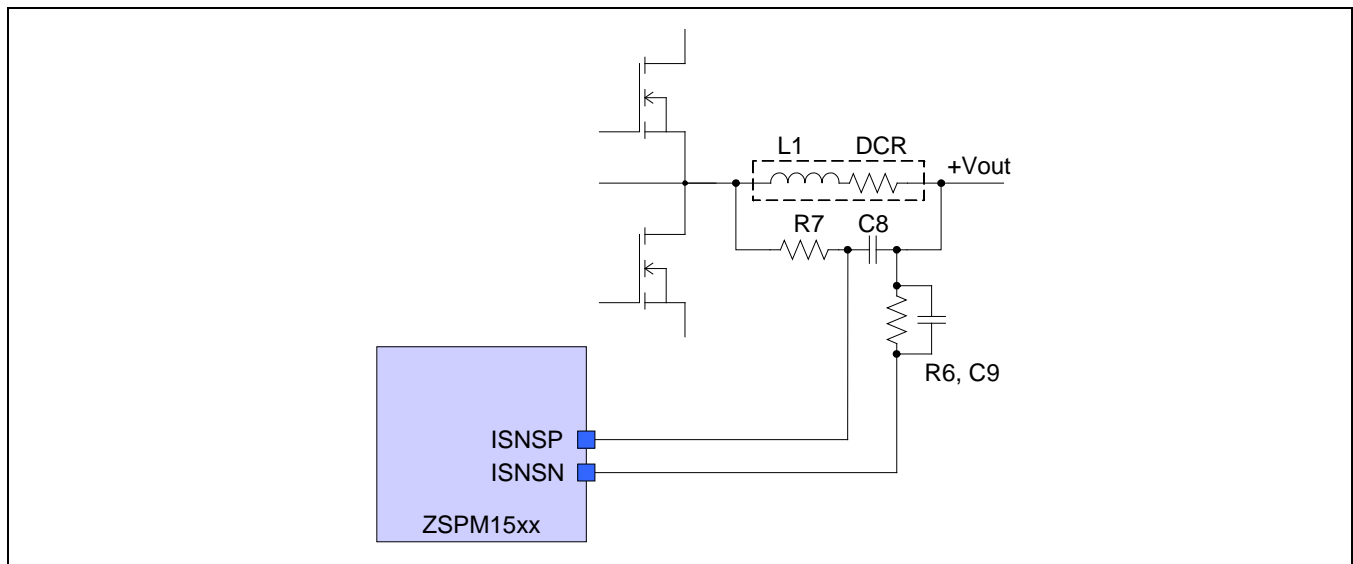 L1 DCR
+Vout
R7 C8
R6, C9
ISNSP
ISNSN
ZSPM15xx